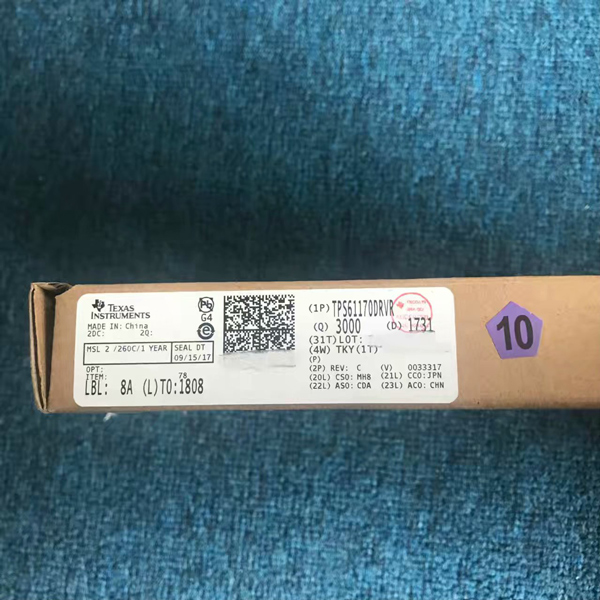 TEXAS
INSTRUMENTS
MADE IN: China
2DC: 2Q:
MSL 2 /260C/1 YEAR SEAL DT
09/15/17
OPT:
ITEM: 78
LBL: 8A (L)TO:1808
Pb
G4
e
(1P) TPS61170DRVR
(Q) 3000 (D) 1731
(31T)LOT:
(4W) TKY(1T)
(P)
(2P) REV: C (V) 0033317
(20L) CSO: MH8 (21L) CCO:JPN
(22L) ASO: CDA (23L) ACO: CHN
10